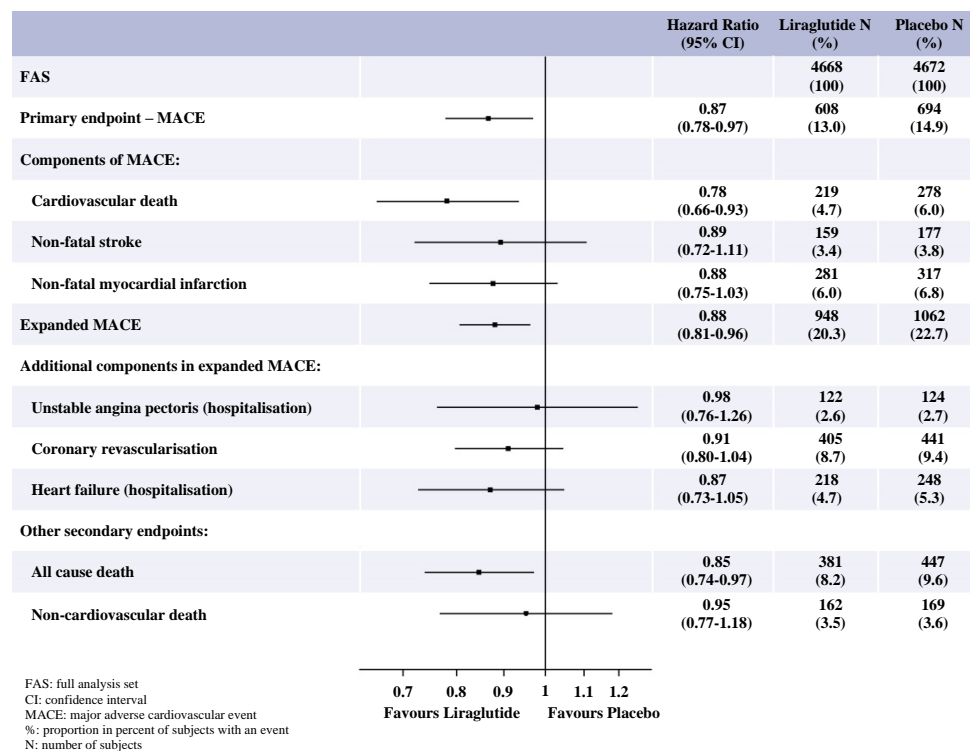 Hazard Ratio Liraglutide N Placebo N
(95% CI) (%) (%)
FAS 4668 4672
(100) (100)
Primary endpoint – MACE 0.87 608 694
(0.78-0.97) (13.0) (14.9)
Components of MACE:
Cardiovascular death 0.78 219 278
(0.66-0.93) (4.7) (6.0)
Non-fatal stroke 0.89 159 177
(0.72-1.11) (3.4) (3.8)
Non-fatal myocardial infarction 0.88 281 317
(0.75-1.03) (6.0) (6.8)
Expanded MACE 0.88 948 1062
(0.81-0.96) (20.3) (22.7)
Additional components in expanded MACE:
Unstable angina pectoris (hospitalisation) 0.98 122 124
(0.76-1.26) (2.6) (2.7)
Coronary revascularisation 0.91 405 441
(0.80-1.04) (8.7) (9.4)
Heart failure (hospitalisation) 0.87 218 248
(0.73-1.05) (4.7) (5.3)
Other secondary endpoints:
All cause death 0.85 381 447
(0.74-0.97) (8.2) (9.6)
Non-cardiovascular death 0.95 162 169
(0.77-1.18) (3.5) (3.6)
0.7 0.8 0.9 1 1.1 1.2
Favours Liraglutide Favours Placebo
FAS: full analysis set
CI: confidence interval
MACE: major adverse cardiovascular event
%: proportion in percent of subjects with an event
N: number of subjects